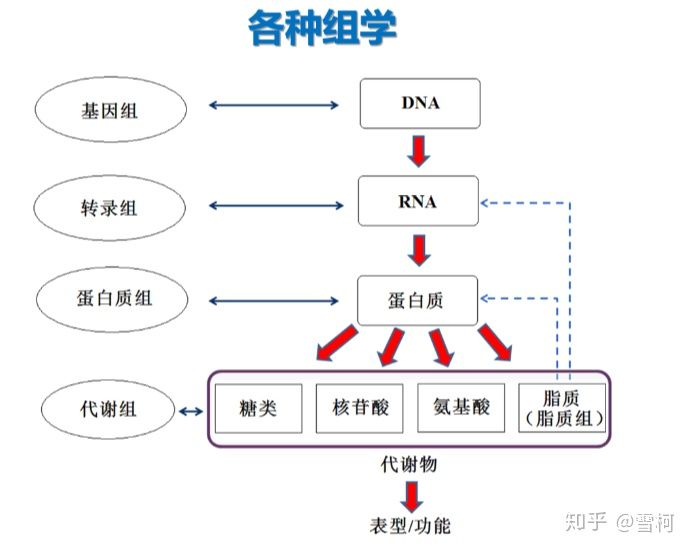 各种组学
基因组
DNA
转录组
RNA
蛋白质组
蛋白质
代谢组
糖类
核苷酸
氨基酸
脂质
（脂质组）
代谢物
表型/功能
知乎 @雪柯